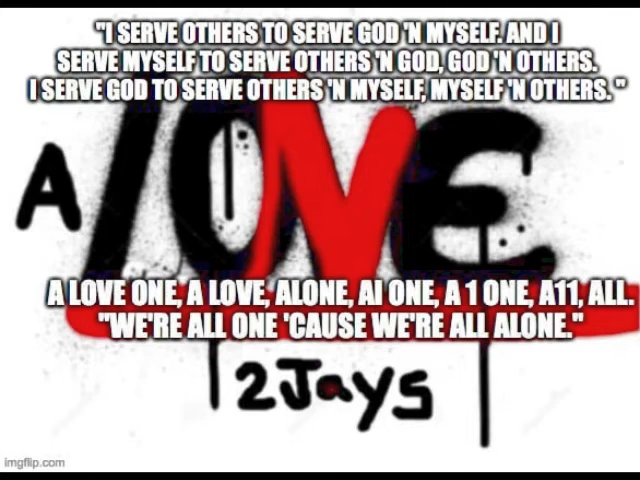 "I SERVE OTHERS TO SERVE GOD 'N MYSELF. AND I
SERVE MYSELF TO SERVE OTHERS 'N GOD, GOD 'N OTHERS.
I SERVE GOD TO SERVE OTHERS 'N MYSELF, MYSELF 'N OTHERS. "
A lOVE
A LOVE ONE, A LOVE, ALONE, AI ONE, A 1 ONE, A11, ALL.
"WE'RE ALL ONE 'CAUSE WE'RE ALL ALONE."
2Jays
imgflip.com